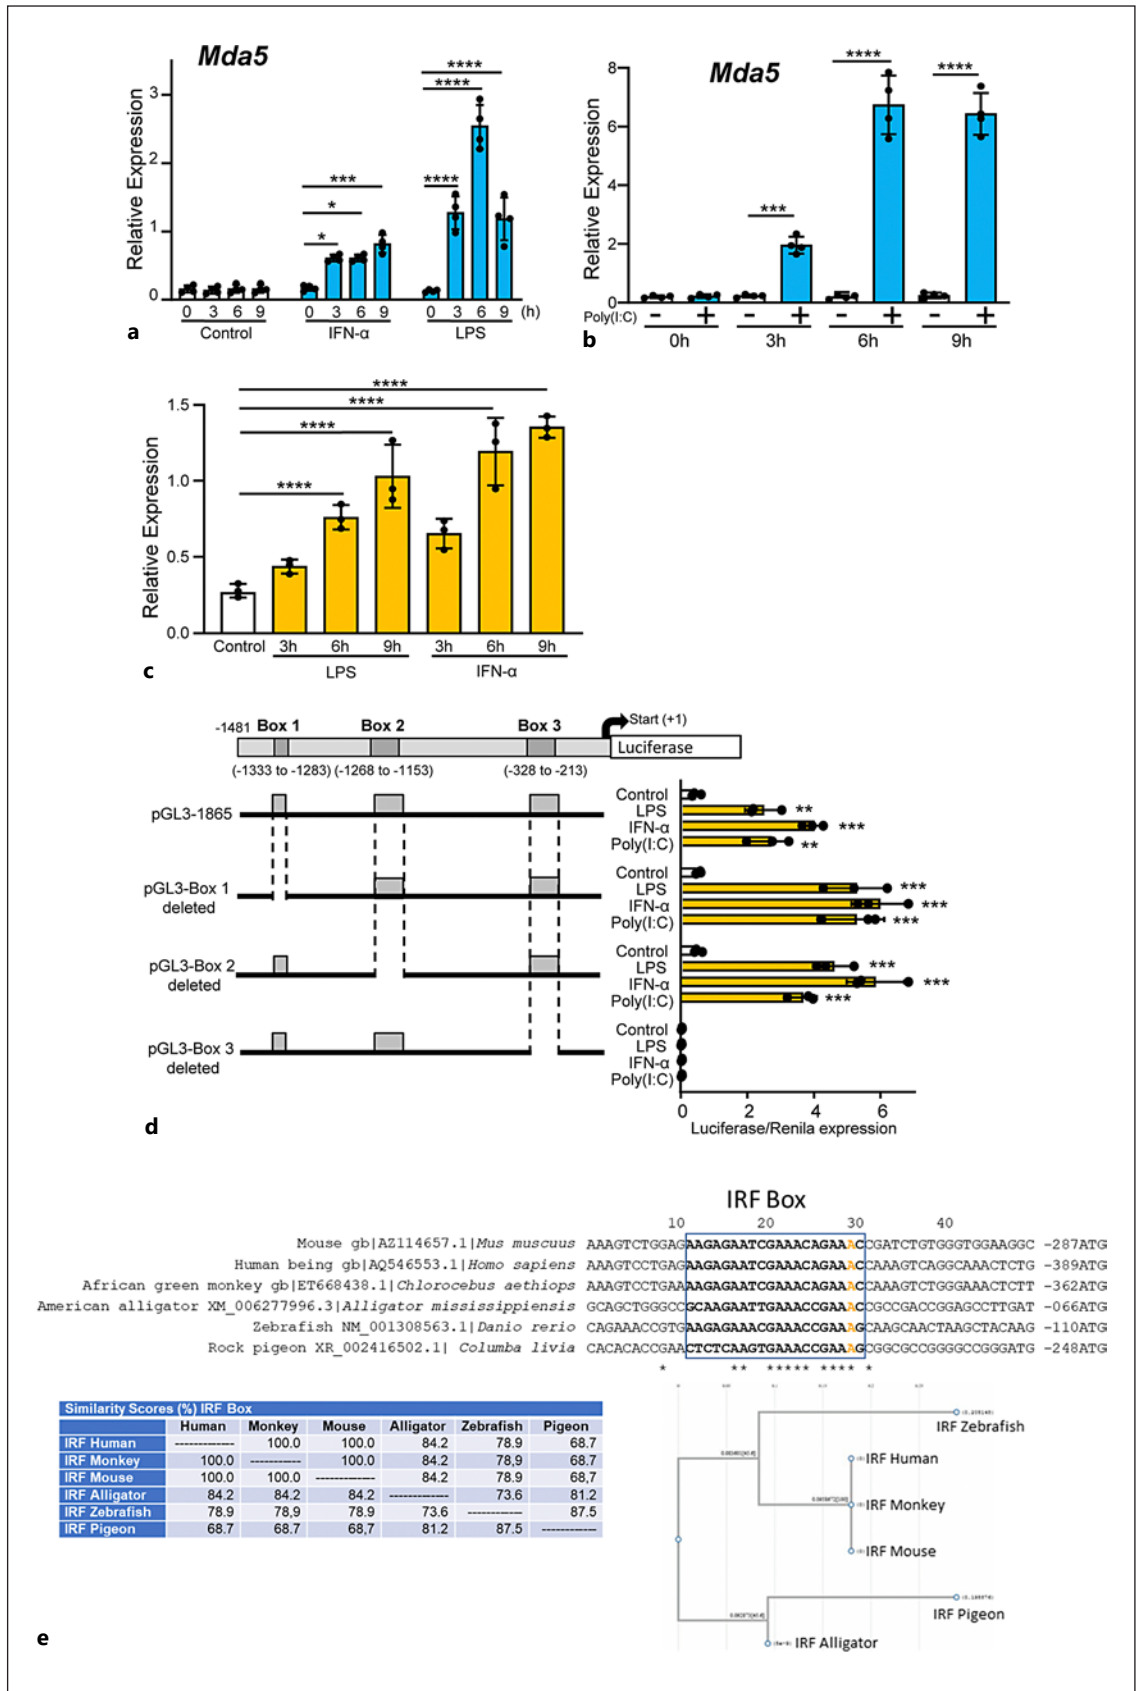 Mda5
Relative Expression
3
2
1
0
****
****
***
*
*
****
0 3 6 9 0 3 6 9 0 3 6 9 (h)
Control IFN-α LPS
a
Mda5
Relative Expression
8
6
4
2
0
****
****
***
Poly(I:C) − + − + − + − +
0h 3h 6h 9h
b
Relative Expression
1.5
1.0
0.5
0.0
****
****
****
****
Control 3h 6h 9h 3h 6h 9h
LPS IFN-α
c
-1481 Box 1 Box 2 Box 3 Start (+1)
Luciferase
(-1333 to -1283) (-1268 to -1153) (-328 to -213)
pGL3-1865
Control
LPS **
IFN-α ***
Poly(I:C) **
pGL3-Box 1
deleted
Control
LPS ***
IFN-α ***
Poly(I:C) ***
pGL3-Box 2
deleted
Control
LPS ***
IFN-α ***
Poly(I:C) ***
pGL3-Box 3
deleted
Control
LPS
IFN-α
Poly(I:C)
0 2 4 6
Luciferase/Renila expression
d
IRF Box
10 20 30 40
Mouse gb|AZ114657.1|Mus muscuus AAAGTCTGGAGAAGAGAATCGAAACAGAAACCGATCTGTGGGTGGAAGGC -287ATG
Human being gb|AQ546553.1|Homo sapiens AAAGTCCTGAGAAGAGAATCGAAACAGAAACCAAAGTCAGGCAAACTCTG -389ATG
African green monkey gb|ET668438.1|Chlorocebus aethiops AAAGTCCTGAAAAGAGAATCGAAACAGAAACCAAAGTCTGGGAAACTCTT -362ATG
American alligator XM_006277996.3|Alligator mississippiensis GCAGCTGGGCCGCAAGAATTGAAACCGAAACCGCCGACCGGAGCCTTGAT -066ATG
Zebrafish NM_001308563.1|Danio rerio CAGAAACCGTGAAGAGAAACGAAACCGAAAGCAAGCAACTAAGCTACAAG -110ATG
Rock pigeon XR_002416502.1| Columba livia CACACACCGAACTCTCAAGTGAAACCGAAAGCGGCGCCGGGGCCGGGATG -248ATG
* ** ***** **** *
Similarity Scores (%) IRF Box
Human Monkey Mouse Alligator Zebrafish Pigeon
IRF Human ------------- 100.0 100.0 84.2 78.9 68.7
IRF Monkey 100.0 ----------- 100.0 84.2 78,9 68.7
IRF Mouse 100.0 100.0 ------------- 84.2 78.9 68,7
IRF Alligator 84.2 84.2 84.2 ------------- 73.6 81.2
IRF Zebrafish 78.9 78,9 78.9 73.6 ------------ 87.5
IRF Pigeon 68.7 68.7 68,7 81.2 87.5 ------------
IRF Zebrafish
IRF Human
IRF Monkey
IRF Mouse
IRF Pigeon
IRF Alligator
e